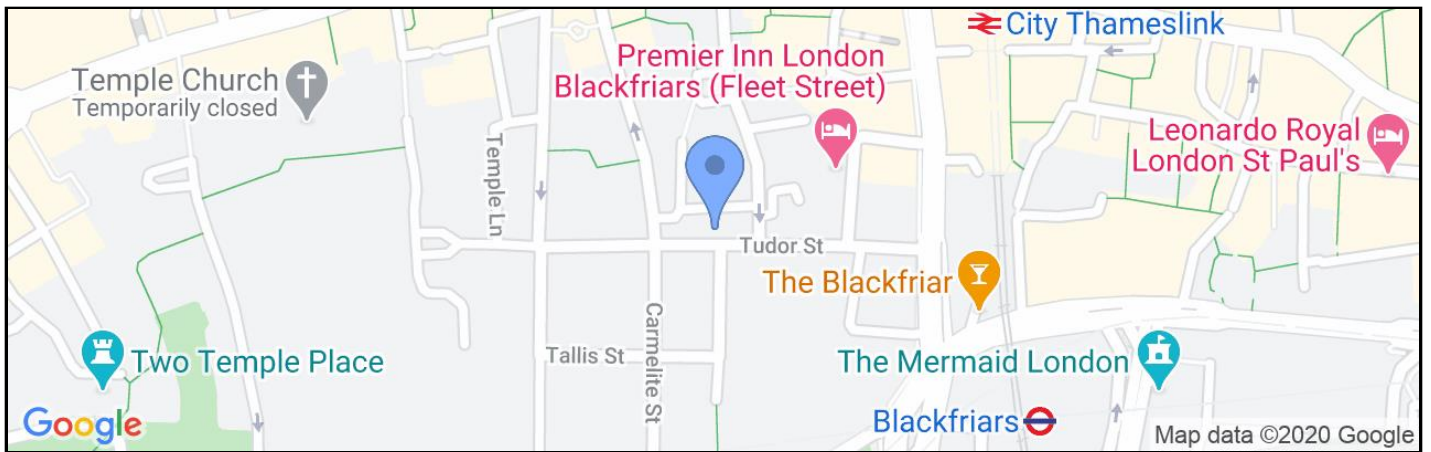 City Thameslink
Premier Inn London
Blackfriars (Fleet Street)
Temple Church
Temporarily closed
Leonardo Royal
London St Paul's
Temple Ln
Tudor St
The Blackfriar
Carmelite St
Tallis St
Two Temple Place
The Mermaid London
Blackfriars
Google
Map data ©2020 Google